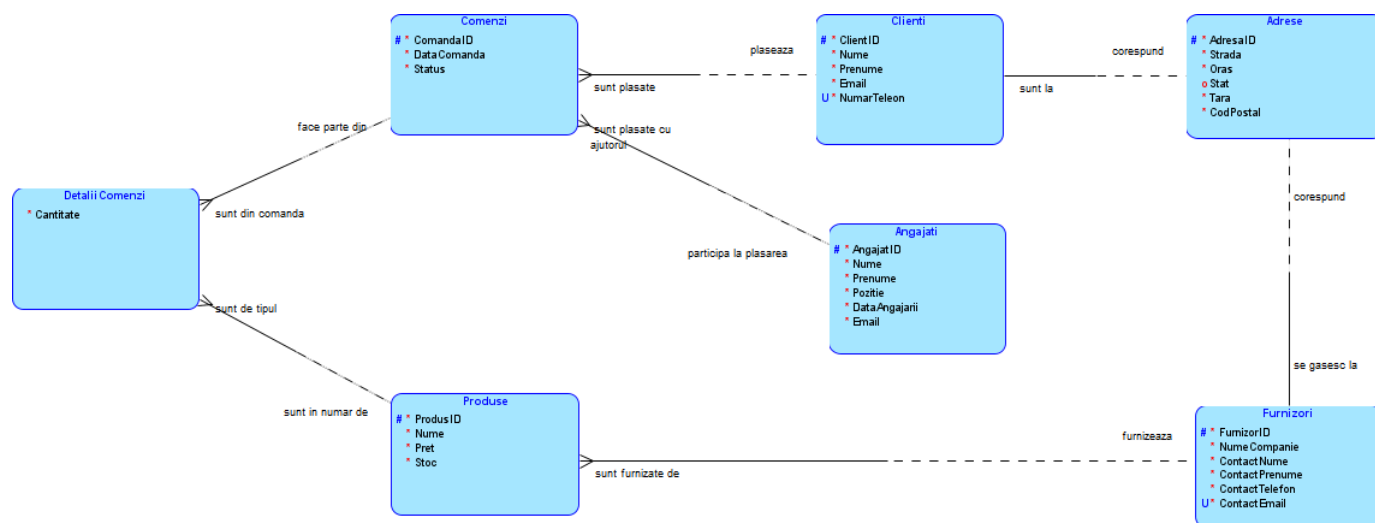 Comenzi
# * ComandaID
* DataComanda
* Status
Clienti
# * ClientID
* Nume
* Prenume
* Email
U * NumarTeleon
Adrese
# * AdresaID
* Strada
* Oras
o Stat
* Tara
* CodPostal
plaseaza
sunt plasate
corespund
sunt la
face parte din
sunt plasate cu
ajutorul
Detalii Comenzi
* Cantitate
sunt din comanda
corespund
Angajati
# * AngajatID
* Nume
* Prenume
* Pozitie
* DataAngajarii
* Email
participa la plasarea
sunt de tipul
se gasesc la
sunt in numar de
Produse
# * ProdusID
* Nume
* Pret
* Stoc
furnizeaza
sunt furnizate de
Furnizori
# * FurnizorID
* NumeCompanie
* ContactNume
* ContactPrenume
* ContactTelefon
U * ContactEmail